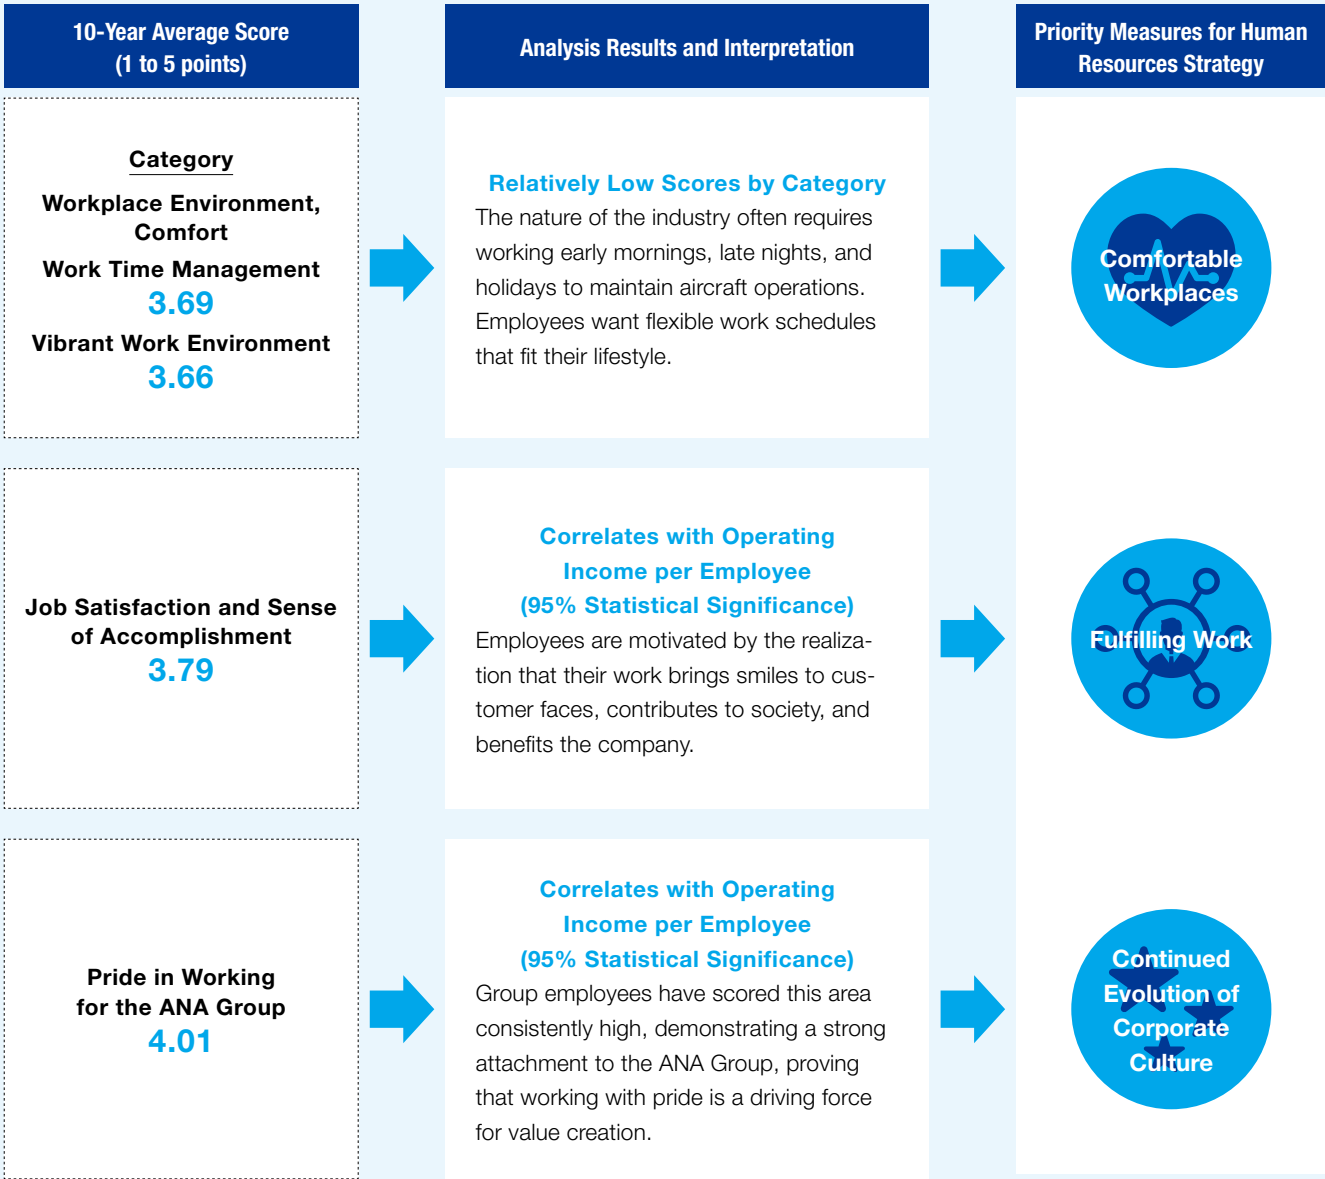 10-Year Average Score
(1 to 5 points)
Analysis Results and Interpretation
Priority Measures for Human
Resources Strategy
Category
Workplace Environment,
Comfort
Work Time Management
3.69
Vibrant Work Environment
3.66
Relatively Low Scores by Category
The nature of the industry often requires
working early mornings, late nights, and
holidays to maintain aircraft operations.
Employees want flexible work schedules
that fit their lifestyle.
Comfortable
Workplaces
Job Satisfaction and Sense
of Accomplishment
3.79
Correlates with Operating
Income per Employee
(95% Statistical Significance)
Employees are motivated by the realiza-
tion that their work brings smiles to cus-
tomer faces, contributes to society, and
benefits the company.
Fulfilling Work
Pride in Working
for the ANA Group
4.01
Correlates with Operating
Income per Employee
(95% Statistical Significance)
Group employees have scored this area
consistently high, demonstrating a strong
attachment to the ANA Group, proving
that working with pride is a driving force
for value creation.
Continued
Evolution of
Corporate
Culture